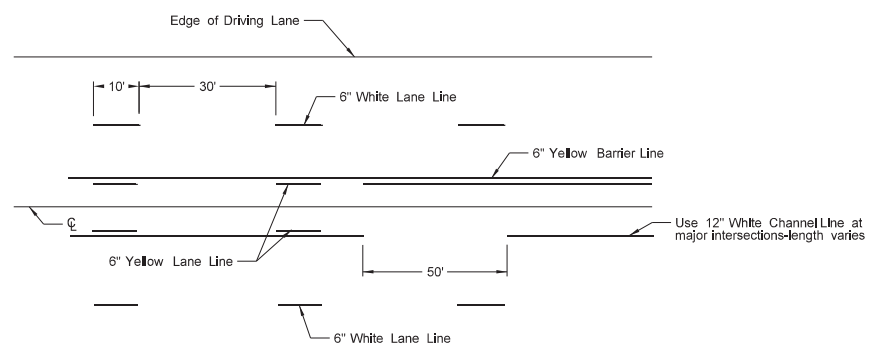 Edge of Driving Lane
10'
30'
6" White Lane Line
6" Yellow Barrier Line
℄
Use 12" White Channel Line at
major intersections-length varies
6" Yellow Lane Line
50'
6" White Lane Line